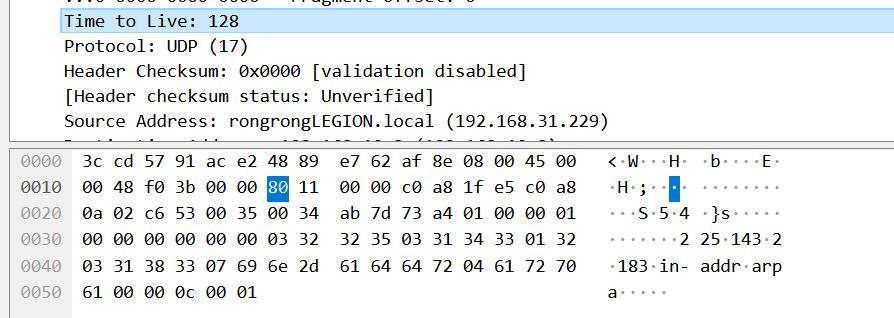 Time to Live: 128
Protocol: UDP (17)
Header Checksum: 0x0000 [validation disabled]
[Header checksum status: Unverified]
Source Address: rongrongLEGION.local (192.168.31.229)
0000 3c cd 57 91 ac e2 48 89 e7 62 af 8e 08 00 45 00 <·W···H· ·b····E·
0010 00 48 f0 3b 00 00 80 11 00 00 c0 a8 1f e5 c0 a8 ·H·;···· ········
0020 0a 02 c6 53 00 35 00 34 ab 7d 73 a4 01 00 00 01 ···S·5·4 ·}s·····
0030 00 00 00 00 00 00 03 32 32 35 03 31 34 33 01 32 ·······2 25·143·2
0040 03 31 38 33 07 69 6e 2d 61 64 64 72 04 61 72 70 ·183·in- addr·arp
0050 61 00 00 0c 00 01 a·····